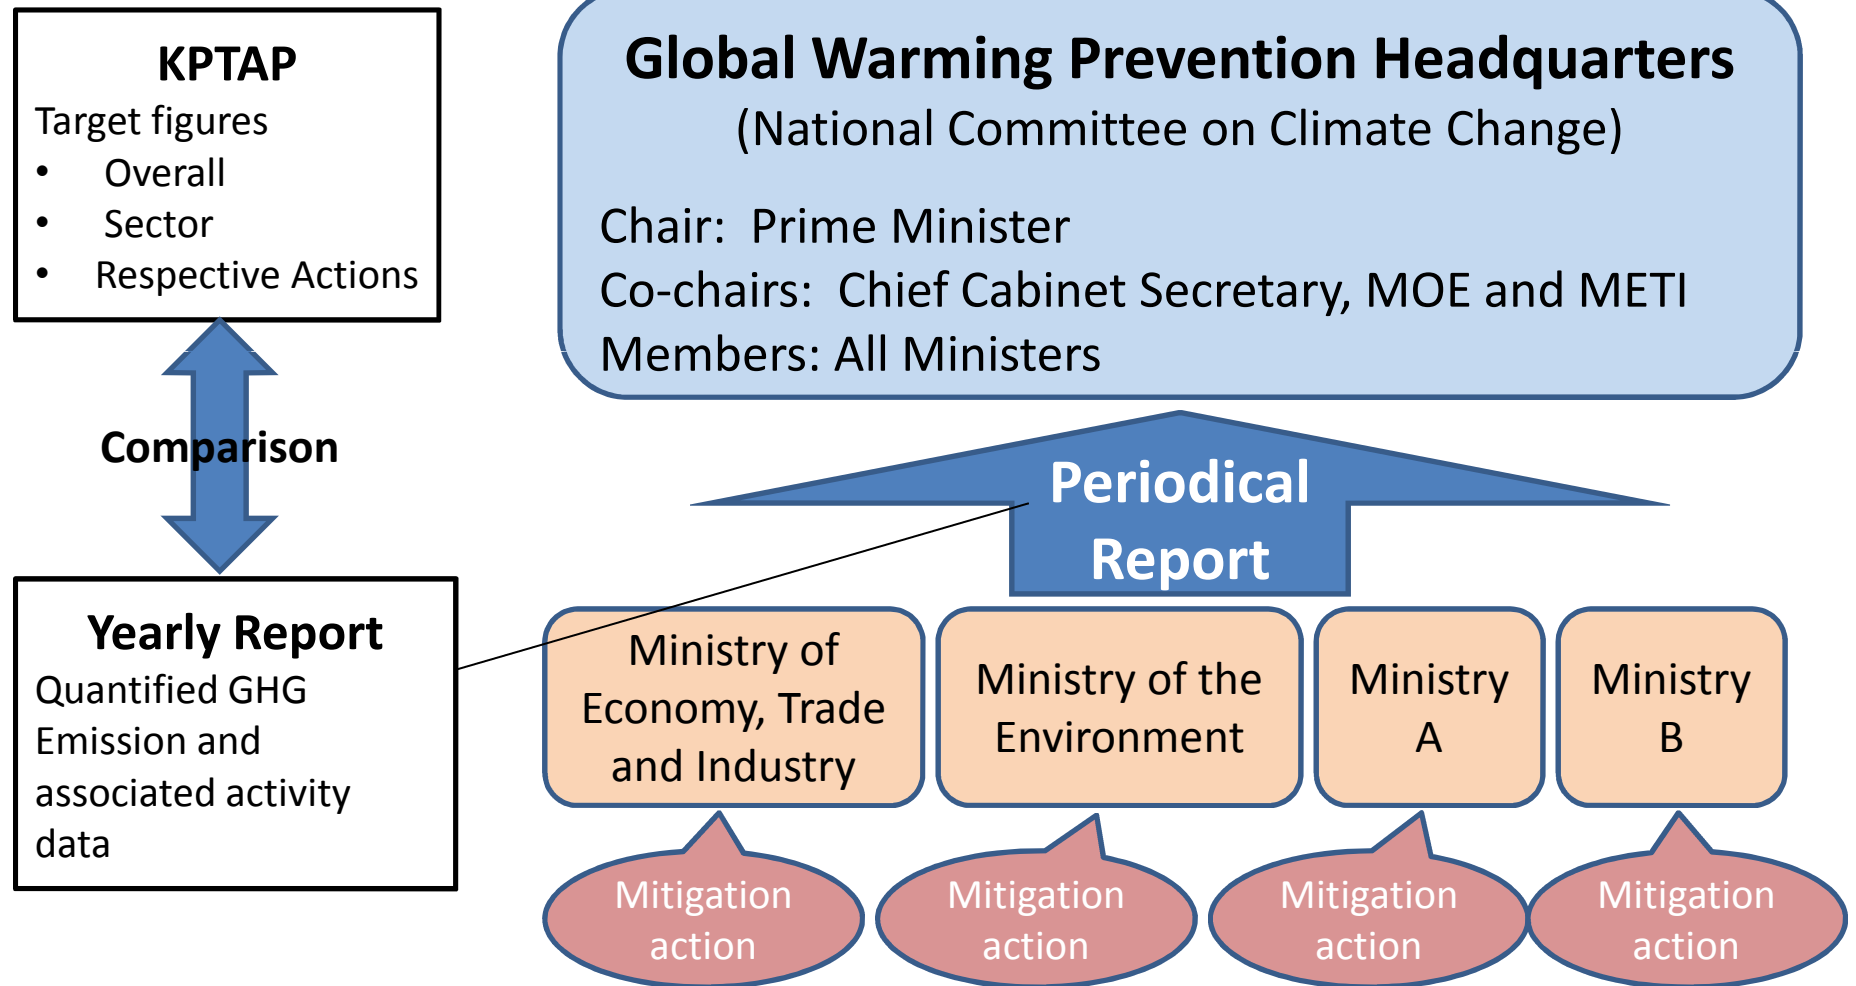 KPTAP
Target figures
• Overall
• Sector
• Respective Actions
Comparison
Yearly Report
Quantified GHG
Emission and
associated activity
data
Global Warming Prevention Headquarters
(National Committee on Climate Change)
Chair: Prime Minister
Co-chairs: Chief Cabinet Secretary, MOE and METI
Members: All Ministers
Periodical
Report
Ministry of
Economy, Trade
and Industry
Ministry of the
Environment
Ministry
A
Ministry
B
Mitigation
action
Mitigation
action
Mitigation
action
Mitigation
action